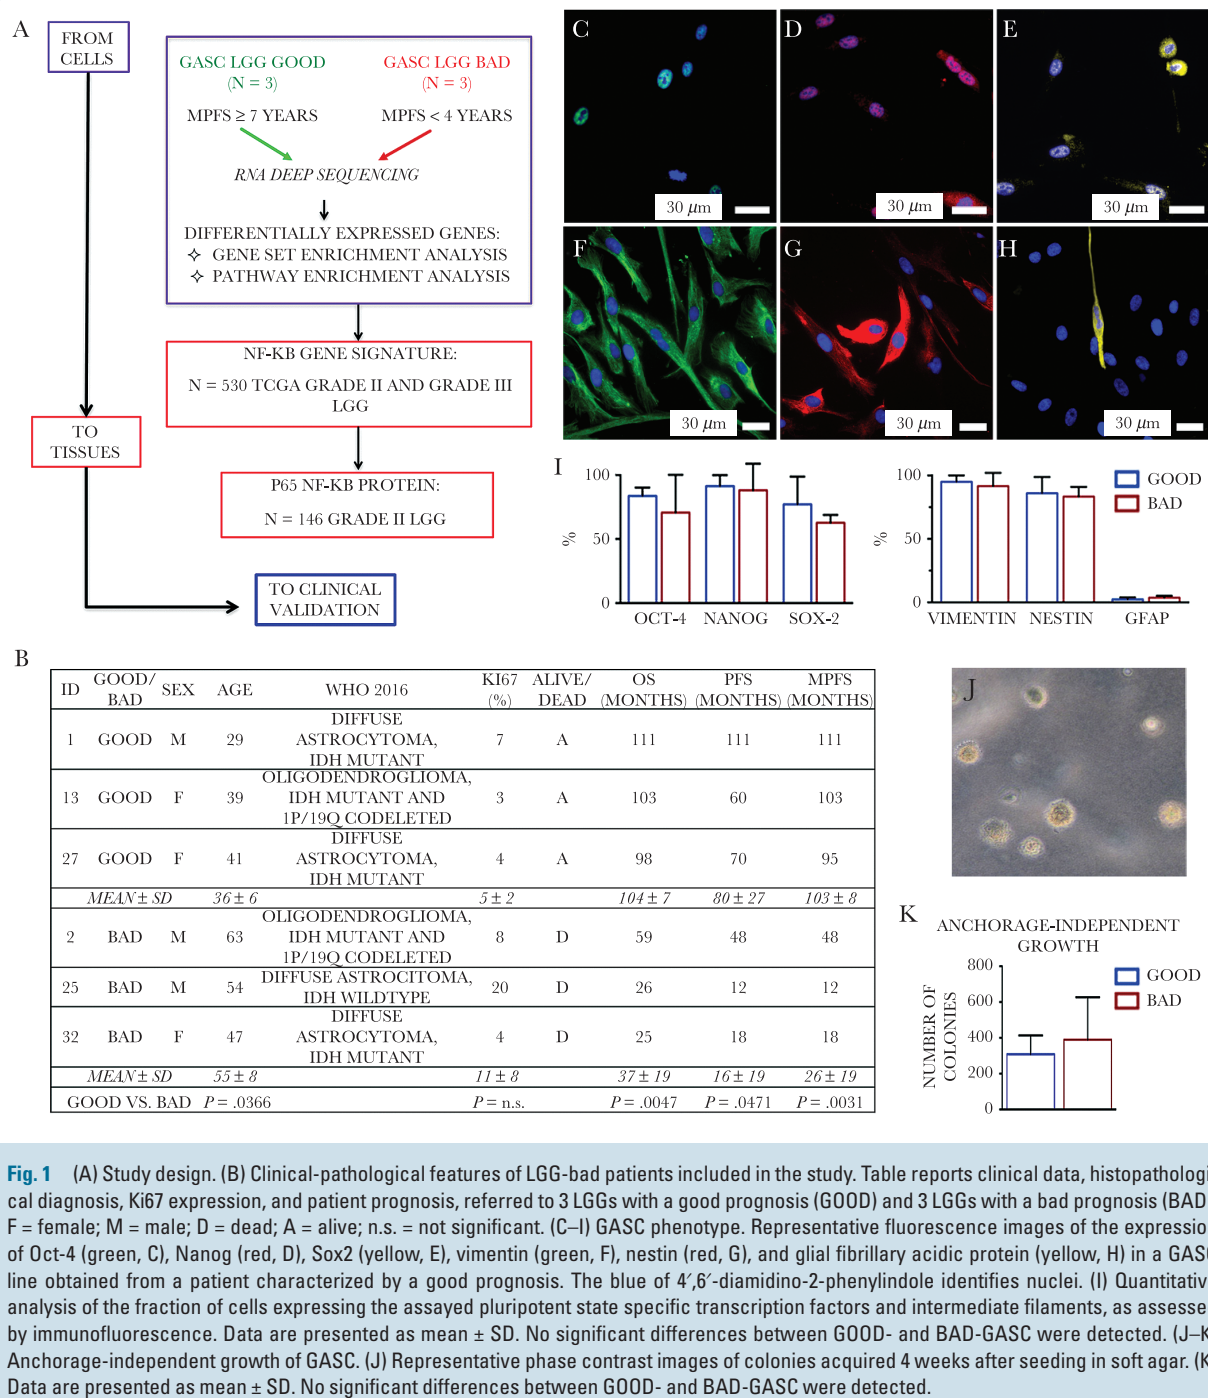 A
FROM
CELLS
GASC LGG GOOD
(N = 3)
GASC LGG BAD
(N = 3)
MPFS ≥ 7 YEARS
MPFS < 4 YEARS
RNA DEEP SEQUENCING
DIFFERENTIALLY EXPRESSED GENES:
✧ GENE SET ENRICHMENT ANALYSIS
✧ PATHWAY ENRICHMENT ANALYSIS
NF-KB GENE SIGNATURE:
N = 530 TCGA GRADE II AND GRADE III
LGG
TO
TISSUES
P65 NF-KB PROTEIN:
N = 146 GRADE II LGG
TO CLINICAL
VALIDATION
C
30 µm
D
30 µm
E
30 µm
F
30 µm
G
30 µm
H
30 µm
I
100
50
0
%
OCT-4 NANOG SOX-2
100
50
0
%
VIMENTIN NESTIN GFAP
GOOD
BAD
B
ID GOOD/BAD SEX AGE WHO 2016 KI67 (%) ALIVE/DEAD OS (MONTHS) PFS (MONTHS) MPFS (MONTHS)
1 GOOD M 29 DIFFUSE ASTROCYTOMA, IDH MUTANT 7 A 111 111 111
13 GOOD F 39 OLIGODENDROGLIOMA, IDH MUTANT AND 1P/19Q CODELETED 3 A 103 60 103
27 GOOD F 41 DIFFUSE ASTROCYTOMA, IDH MUTANT 4 A 98 70 95
MEAN ± SD 36 ± 6 5 ± 2 104 ± 7 80 ± 27 103 ± 8
2 BAD M 63 OLIGODENDROGLIOMA, IDH MUTANT AND 1P/19Q CODELETED 8 D 59 48 48
25 BAD M 54 DIFFUSE ASTROCITOMA, IDH WILDTYPE 20 D 26 12 12
32 BAD F 47 DIFFUSE ASTROCYTOMA, IDH MUTANT 4 D 25 18 18
MEAN ± SD 55 ± 8 11 ± 8 37 ± 19 16 ± 19 26 ± 19
GOOD VS. BAD P = .0366 P = n.s. P = .0047 P = .0471 P = .0031
J
K
ANCHORAGE-INDEPENDENT
GROWTH
NUMBER OF
COLONIES
800
600
400
200
0
GOOD
BAD
Fig. 1 (A) Study design. (B) Clinical-pathological features of LGG-bad patients included in the study. Table reports clinical data, histopathologi
cal diagnosis, Ki67 expression, and patient prognosis, referred to 3 LGGs with a good prognosis (GOOD) and 3 LGGs with a bad prognosis (BAD
F = female; M = male; D = dead; A = alive; n.s. = not significant. (C–I) GASC phenotype. Representative fluorescence images of the expression
of Oct-4 (green, C), Nanog (red, D), Sox2 (yellow, E), vimentin (green, F), nestin (red, G), and glial fibrillary acidic protein (yellow, H) in a GASC
line obtained from a patient characterized by a good prognosis. The blue of 4′,6′-diamidino-2-phenylindole identifies nuclei. (I) Quantitativ
analysis of the fraction of cells expressing the assayed pluripotent state specific transcription factors and intermediate filaments, as assesse
by immunofluorescence. Data are presented as mean ± SD. No significant differences between GOOD- and BAD-GASC were detected. (J–K
Anchorage-independent growth of GASC. (J) Representative phase contrast images of colonies acquired 4 weeks after seeding in soft agar. (K
Data are presented as mean ± SD. No significant differences between GOOD- and BAD-GASC were detected.